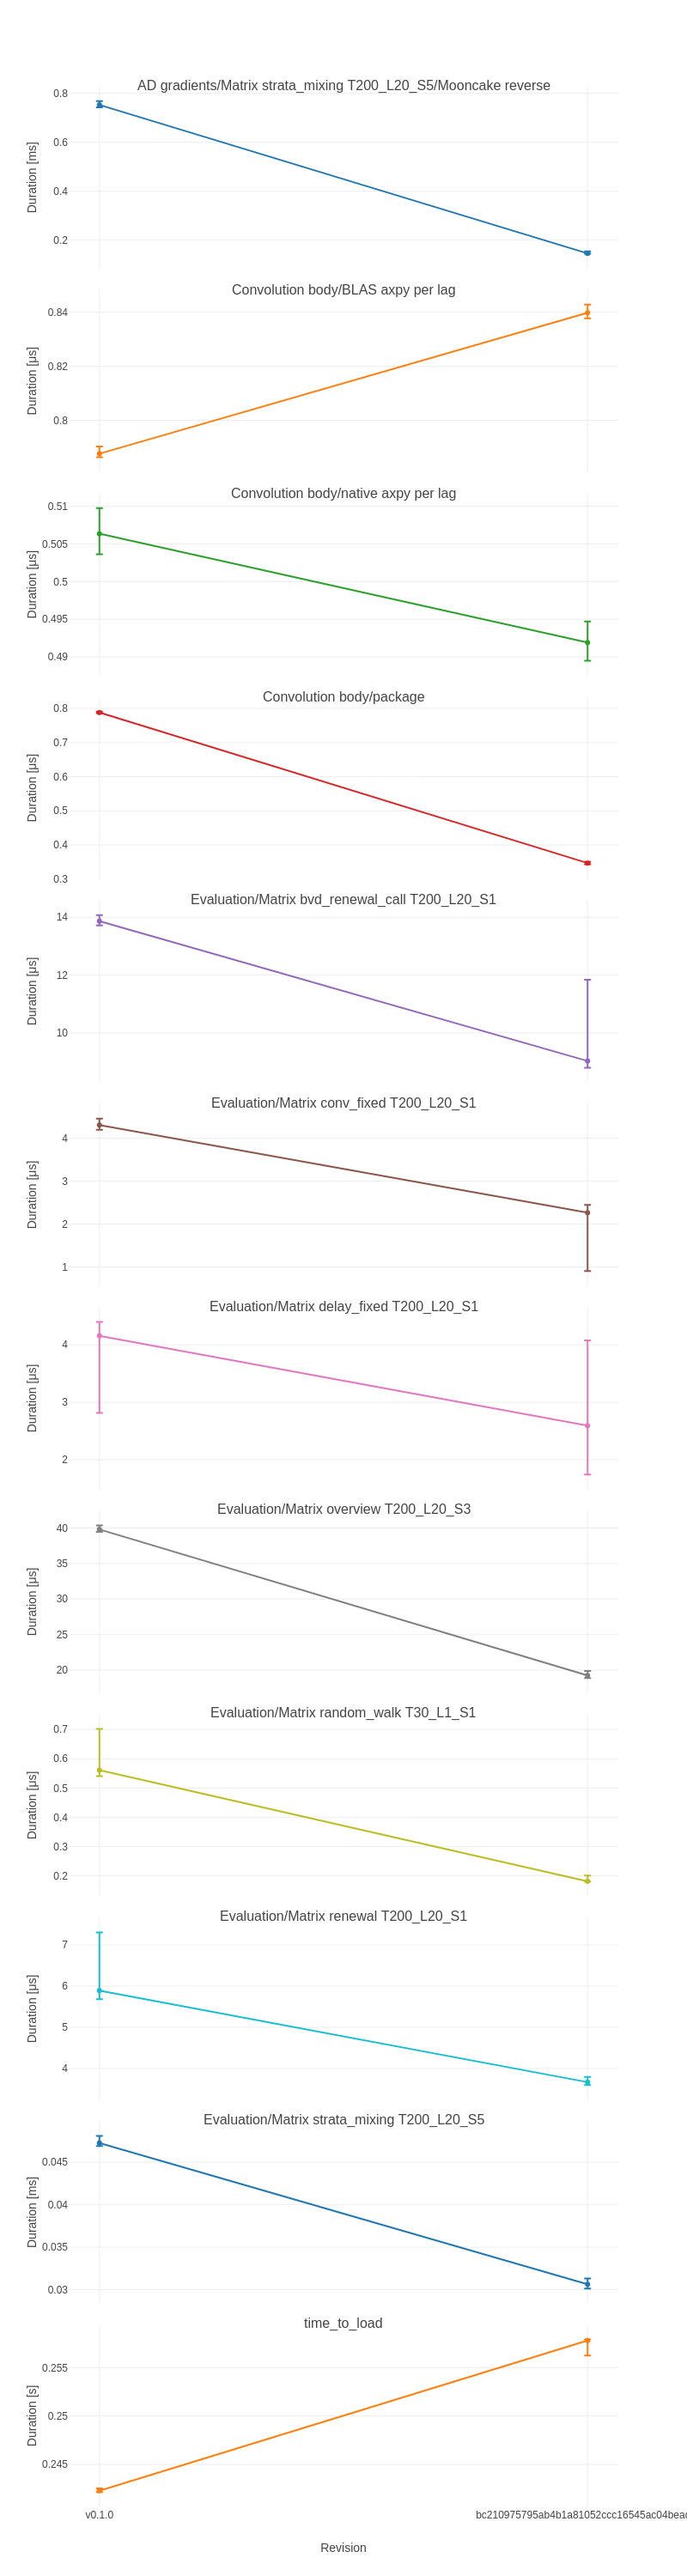 AD gradients/Matrix strata_mixing T200_L20_S5/Mooncake reverse
0.8
0.6
0.4
0.2
Duration [ms]
Convolution body/BLAS axpy per lag
0.84
0.82
0.8
Duration [μs]
Convolution body/native axpy per lag
0.51
0.505
0.5
0.495
0.49
Duration [μs]
Convolution body/package
0.8
0.7
0.6
0.5
0.4
0.3
Duration [μs]
Evaluation/Matrix bvd_renewal_call T200_L20_S1
14
12
10
Duration [μs]
Evaluation/Matrix conv_fixed T200_L20_S1
4
3
2
1
Duration [μs]
Evaluation/Matrix delay_fixed T200_L20_S1
4
3
2
Duration [μs]
Evaluation/Matrix overview T200_L20_S3
40
35
30
25
20
Duration [μs]
Evaluation/Matrix random_walk T30_L1_S1
0.7
0.6
0.5
0.4
0.3
0.2
Duration [μs]
Evaluation/Matrix renewal T200_L20_S1
7
6
5
4
Duration [μs]
Evaluation/Matrix strata_mixing T200_L20_S5
0.045
0.04
0.035
0.03
Duration [ms]
time_to_load
0.255
0.25
0.245
Duration [s]
v0.1.0
bc210975795ab4b1a81052ccc16545ac04beac
Revision